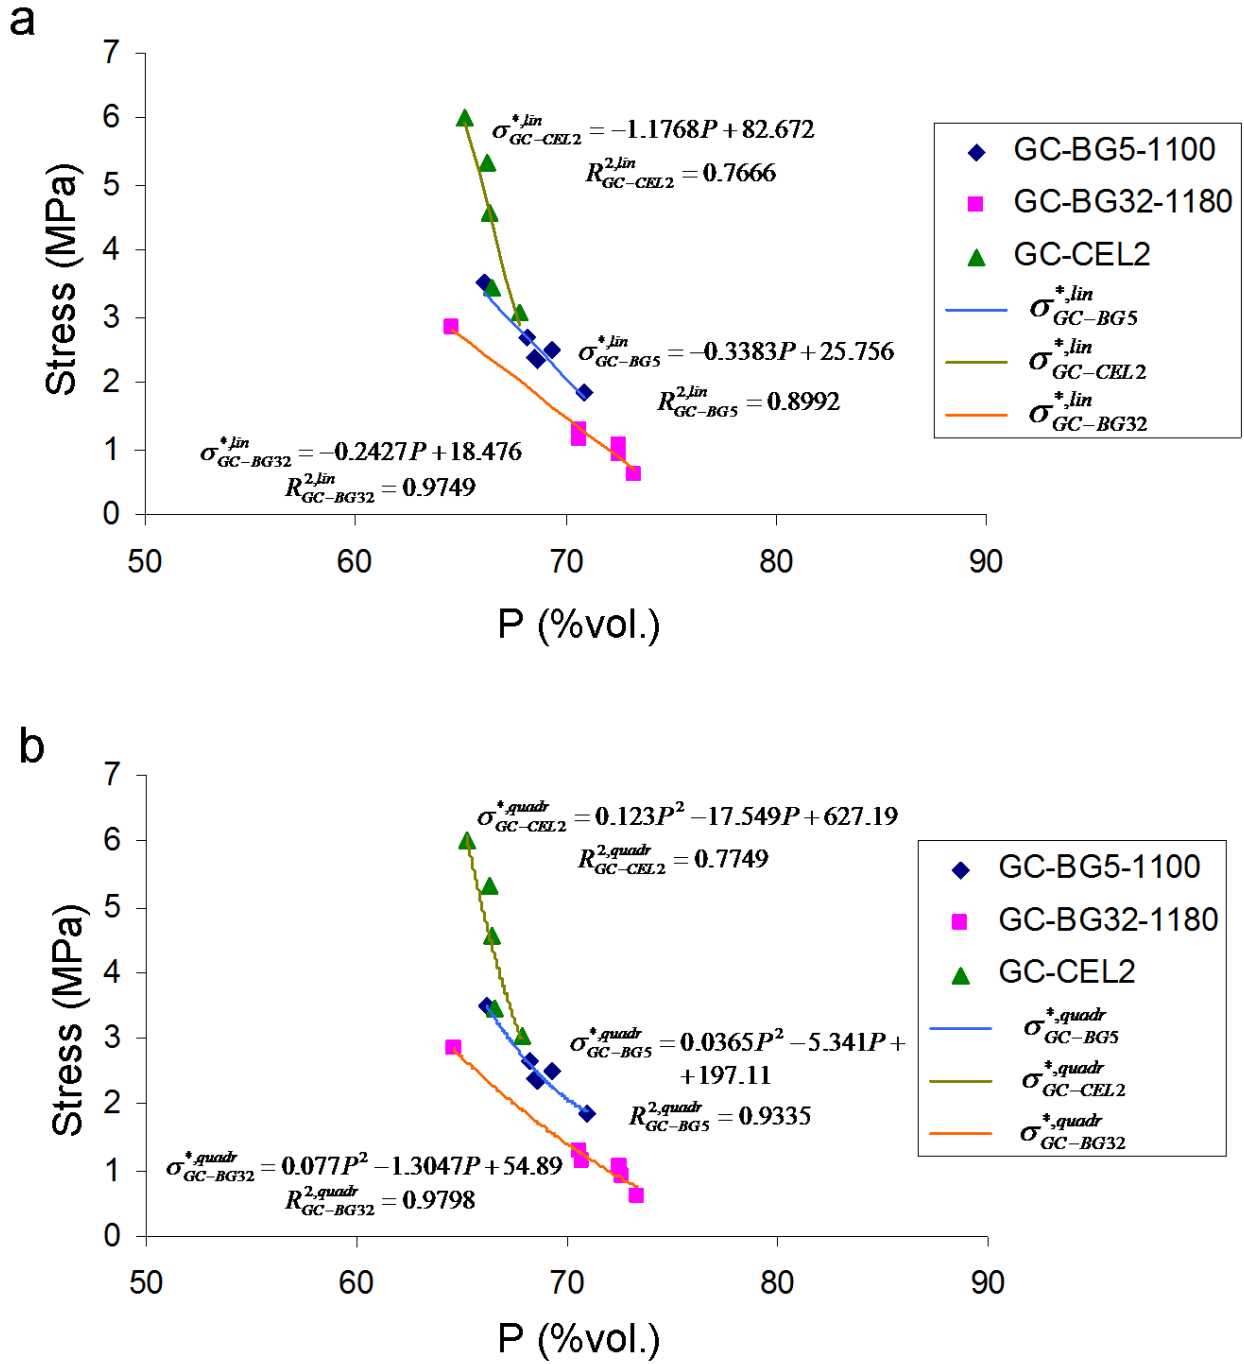 a
7
6
5
4
3
2
1
0
Stress (MPa)
50 60 70 80 90
P (%vol.)
σ*,lin GC−CEL2 = −1.1768P + 82.672
R2,lin GC−CEL2 = 0.7666
σ*,lin GC−BG5 = −0.3383P + 25.756
R2,lin GC−BG5 = 0.8992
σ*,lin GC−BG32 = −0.2427P + 18.476
R2,lin GC−BG32 = 0.9749
GC-BG5-1100
GC-BG32-1180
GC-CEL2
σ*,lin GC−BG5
σ*,lin GC−CEL2
σ*,lin GC−BG32
b
7
6
5
4
3
2
1
0
Stress (MPa)
50 60 70 80 90
P (%vol.)
σ*,quadr GC−CEL2 = 0.123P² − 17.549P + 627.19
R2,quadr GC−CEL2 = 0.7749
σ*,quadr GC−BG5 = 0.0365P² − 5.341P +
+197.11
R2,quadr GC−BG5 = 0.9335
σ*,quadr GC−BG32 = 0.077P² − 1.3047P + 54.89
R2,quadr GC−BG32 = 0.9798
GC-BG5-1100
GC-BG32-1180
GC-CEL2
σ*,quadr GC−BG5
σ*,quadr GC−CEL2
σ*,quadr GC−BG32